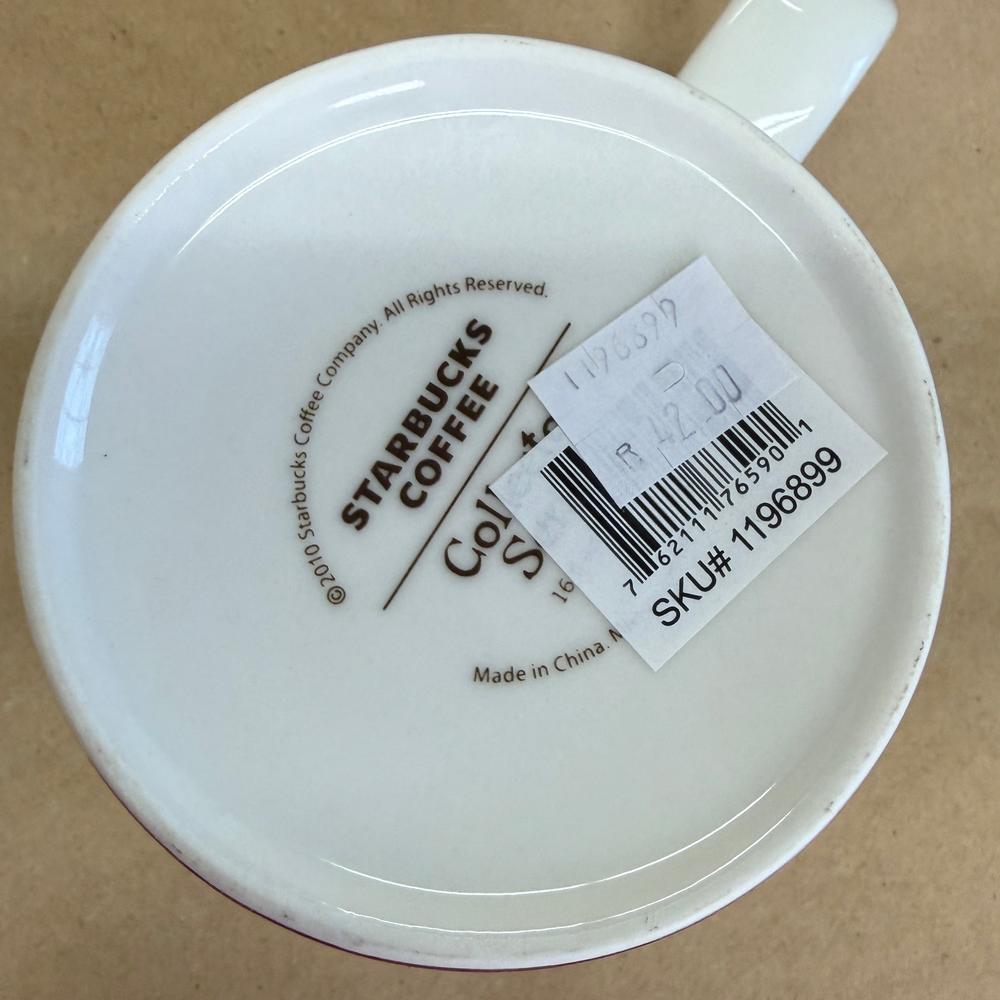 ©2010 Starbucks Coffee Company. All Rights Reserved.
STARBUCKS
COFFEE
16
Made in China.
1196899
R 42.00
7 62111 76590 1
SKU# 1196899